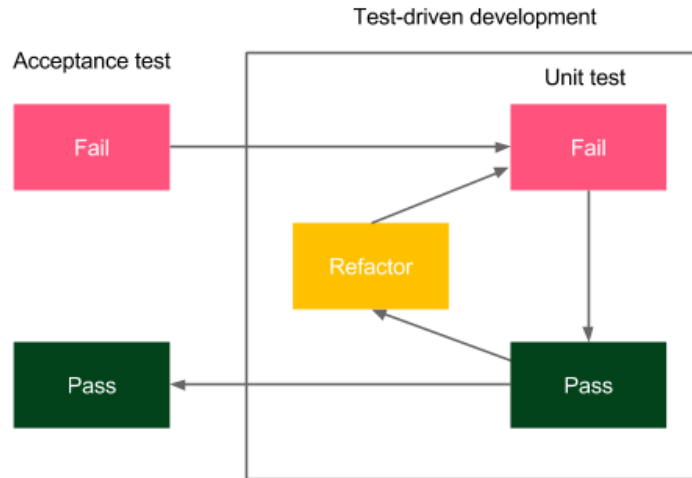 Test-driven development
Acceptance test
Unit test
Fail
Fail
Refactor
Pass
Pass